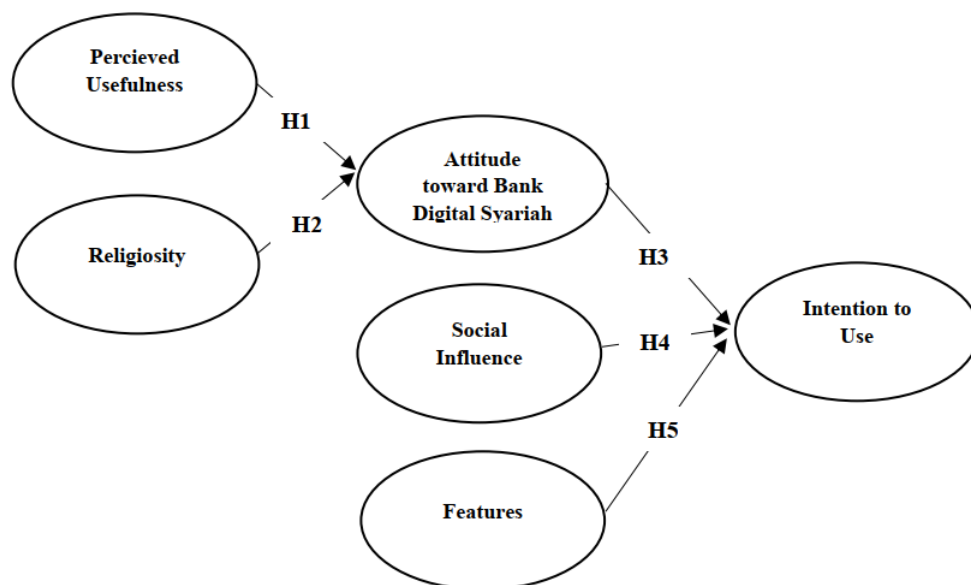 Percieved
Usefulness
H1
Attitude
toward Bank
Digital Syariah
H2
Religiosity
H3
Intention to
Use
Social
Influence
H4
H5
Features